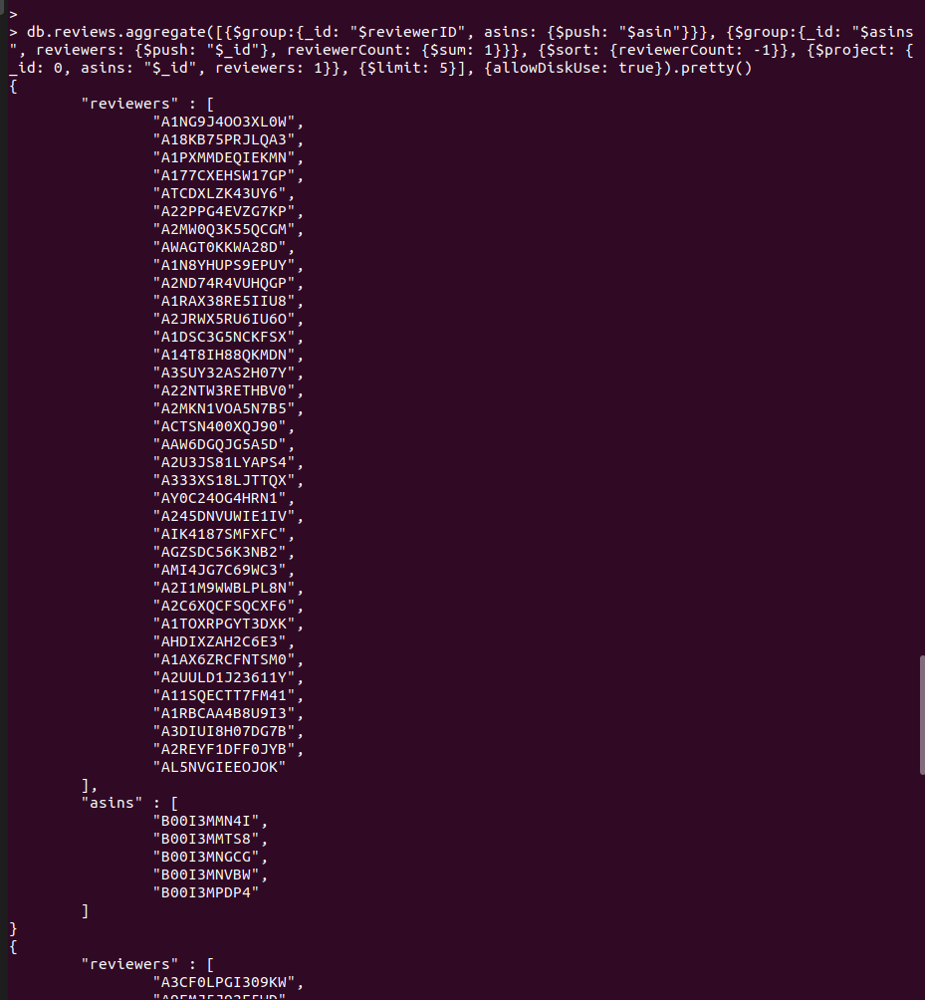 >
> db.reviews.aggregate([{$group:{_id: "$reviewerID", asins: {$push: "$asin"}}}, {$group:{_id: "$asins
", reviewers: {$push: "$_id"}, reviewerCount: {$sum: 1}}}, {$sort: {reviewerCount: -1}}, {$project: {
_id: 0, asins: "$_id", reviewers: 1}}, {$limit: 5}], {allowDiskUse: true}).pretty()
{
"reviewers" : [
"A1NG9J4OO3XL0W",
"A18KB75PRJLQA3",
"A1PXMMDEQIEKMN",
"A177CXEHSW17GP",
"ATCDXLZK43UY6",
"A22PPG4EVZG7KP",
"A2MW0Q3K55QCGM",
"AWAGT0KKWA28D",
"A1N8YHUPS9EPUY",
"A2ND74R4VUHQGP",
"A1RAX38RE5IIU8",
"A2JRWX5RU6IU6O",
"A1DSC3G5NCKFSX",
"A14T8IH88QKMDN",
"A3SUY32AS2H07Y",
"A22NTW3RETHBV0",
"A2MKN1VOA5N7B5",
"ACTSN400XQJ90",
"AAW6DGQJG5A5D",
"A2U3JS81LYAPS4",
"A333XS18LJTTQX",
"AY0C24OG4HRN1",
"A245DNVUWIE1IV",
"AIK4187SMFXFC",
"AGZSDC56K3NB2",
"AMI4JG7C69WC3",
"A2I1M9WWBLPL8N",
"A2C6XQCFSQCXF6",
"A1TOXRPGYT3DXK",
"AHDIXZAH2C6E3",
"A1AX6ZRCFNTSM0",
"A2UULD1J23611Y",
"A11SQECTT7FM41",
"A1RBCAA4B8U9I3",
"A3DIUI8H07DG7B",
"A2REYF1DFF0JYB",
"AL5NVGIEEOJOK"
],
"asins" : [
"B00I3MMN4I",
"B00I3MMTS8",
"B00I3MNGCG",
"B00I3MNVBW",
"B00I3MPDP4"
]
}
{
"reviewers" : [
"A3CF0LPGI309KW",